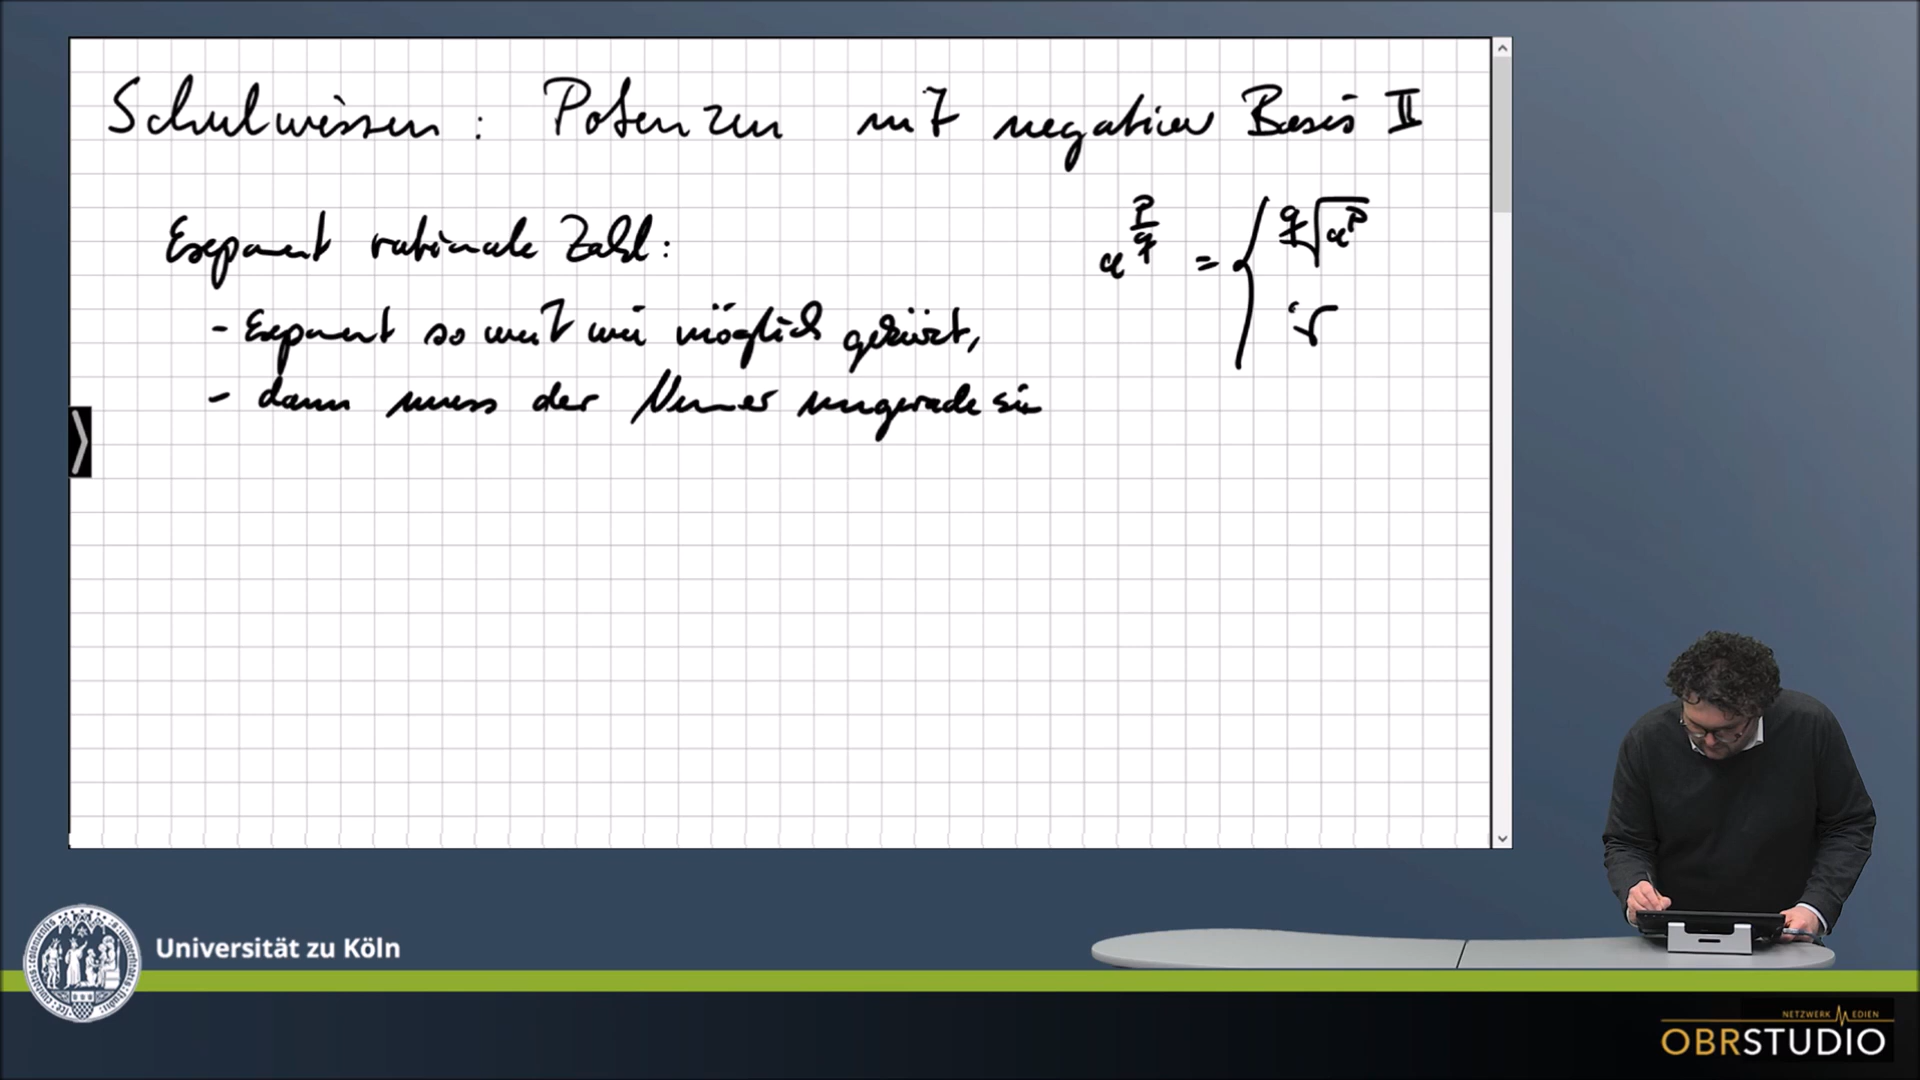 Schulwissen: Potenzen mit negativer Basis II
Exponent rationale Zahl:
a^{p/q} = { \sqrt[q]{a^p}
- Exponent so weit wie möglich gekürzt,
- dann muss der Nenner ungerade sein
Universität zu Köln
NETZWERK MEDIEN
OBRSTUDIO